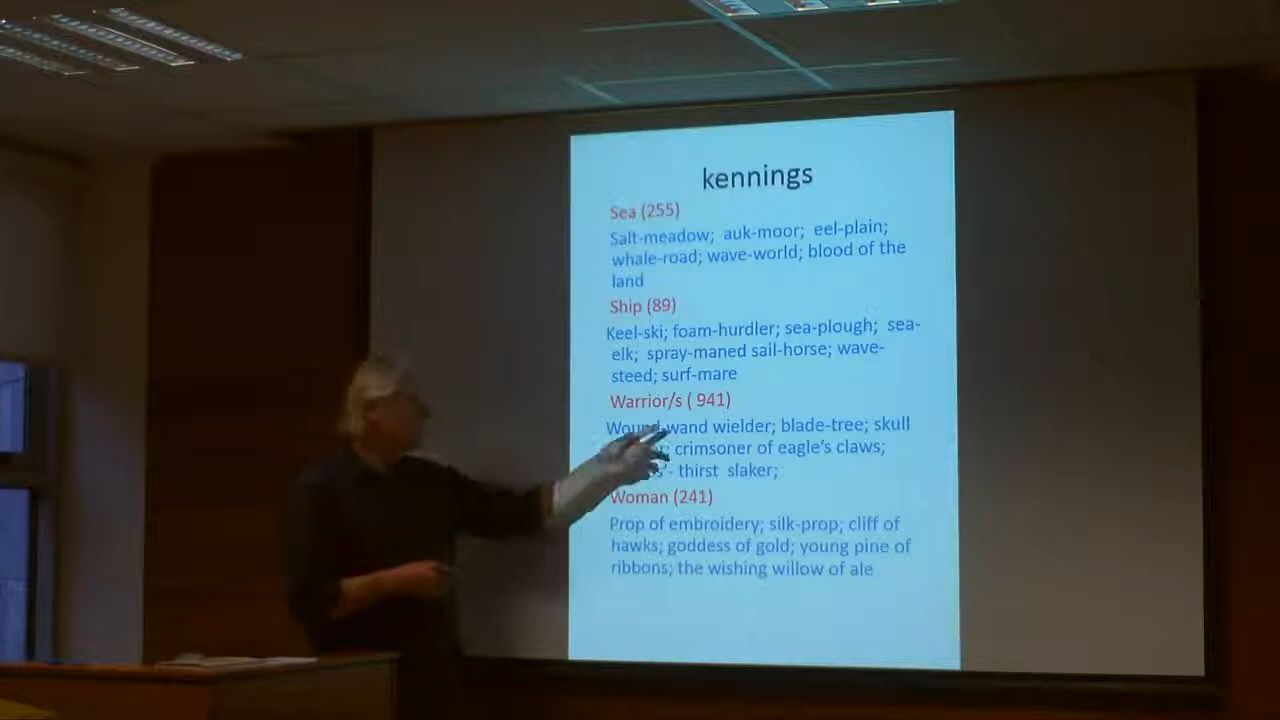 kennings
Sea (255)
Salt-meadow; auk-moor; eel-plain;
whale-road; wave-world; blood of the
land
Ship (89)
Keel-ski; foam-hurdler; sea-plough; sea-
elk; spray-maned sail-horse; wave-
steed; surf-mare
Warrior/s ( 941)
Wound-wand wielder; blade-tree; skull
crimsoner of eagle's claws;
thirst slaker;
Woman (241)
Prop of embroidery; silk-prop; cliff of
hawks; goddess of gold; young pine of
ribbons; the wishing willow of ale